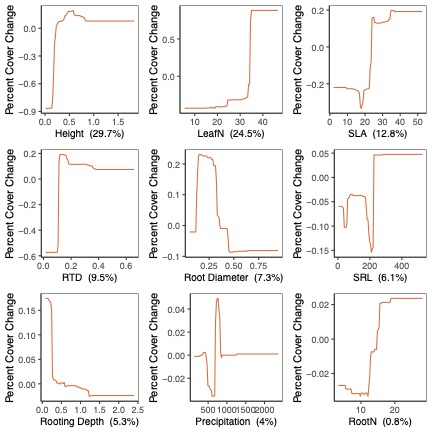 Percent Cover Change
0.0
−0.3
−0.6
−0.9
0.0 0.5 1.0 1.5
Height (29.7%)
Percent Cover Change
0.5
0.0
10 20 30 40
LeafN (24.5%)
Percent Cover Change
0.2
0.0
−0.2
0 10 20 30 40 50
SLA (12.8%)
Percent Cover Change
0.2
0.0
−0.2
−0.4
−0.6
0.0 0.2 0.4 0.6
RTD (9.5%)
Percent Cover Change
0.2
0.1
0.0
−0.1
0.25 0.50 0.75
Root Diameter (7.3%)
Percent Cover Change
0.05
0.00
−0.05
−0.10
−0.15
0 200 400
SRL (6.1%)
Percent Cover Change
0.15
0.10
0.05
0.00
0.0 0.5 1.0 1.5 2.0 2.5
Rooting Depth (5.3%)
Percent Cover Change
0.04
0.02
0.00
−0.02
500 1000 1500 2000
Precipitation (4%)
Percent Cover Change
0.02
0.00
−0.02
10 20
RootN (0.8%)